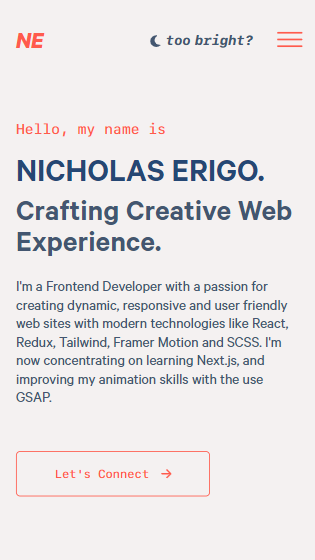 NE
too bright?
Hello, my name is
NICHOLAS ERIGO.
Crafting Creative Web
Experience.
I'm a Frontend Developer with a passion for
creating dynamic, responsive and user friendly
web sites with modern technologies like React,
Redux, Tailwind, Framer Motion and SCSS. I'm
now concentrating on learning Next.js, and
improving my animation skills with the use
GSAP.
Let's Connect →